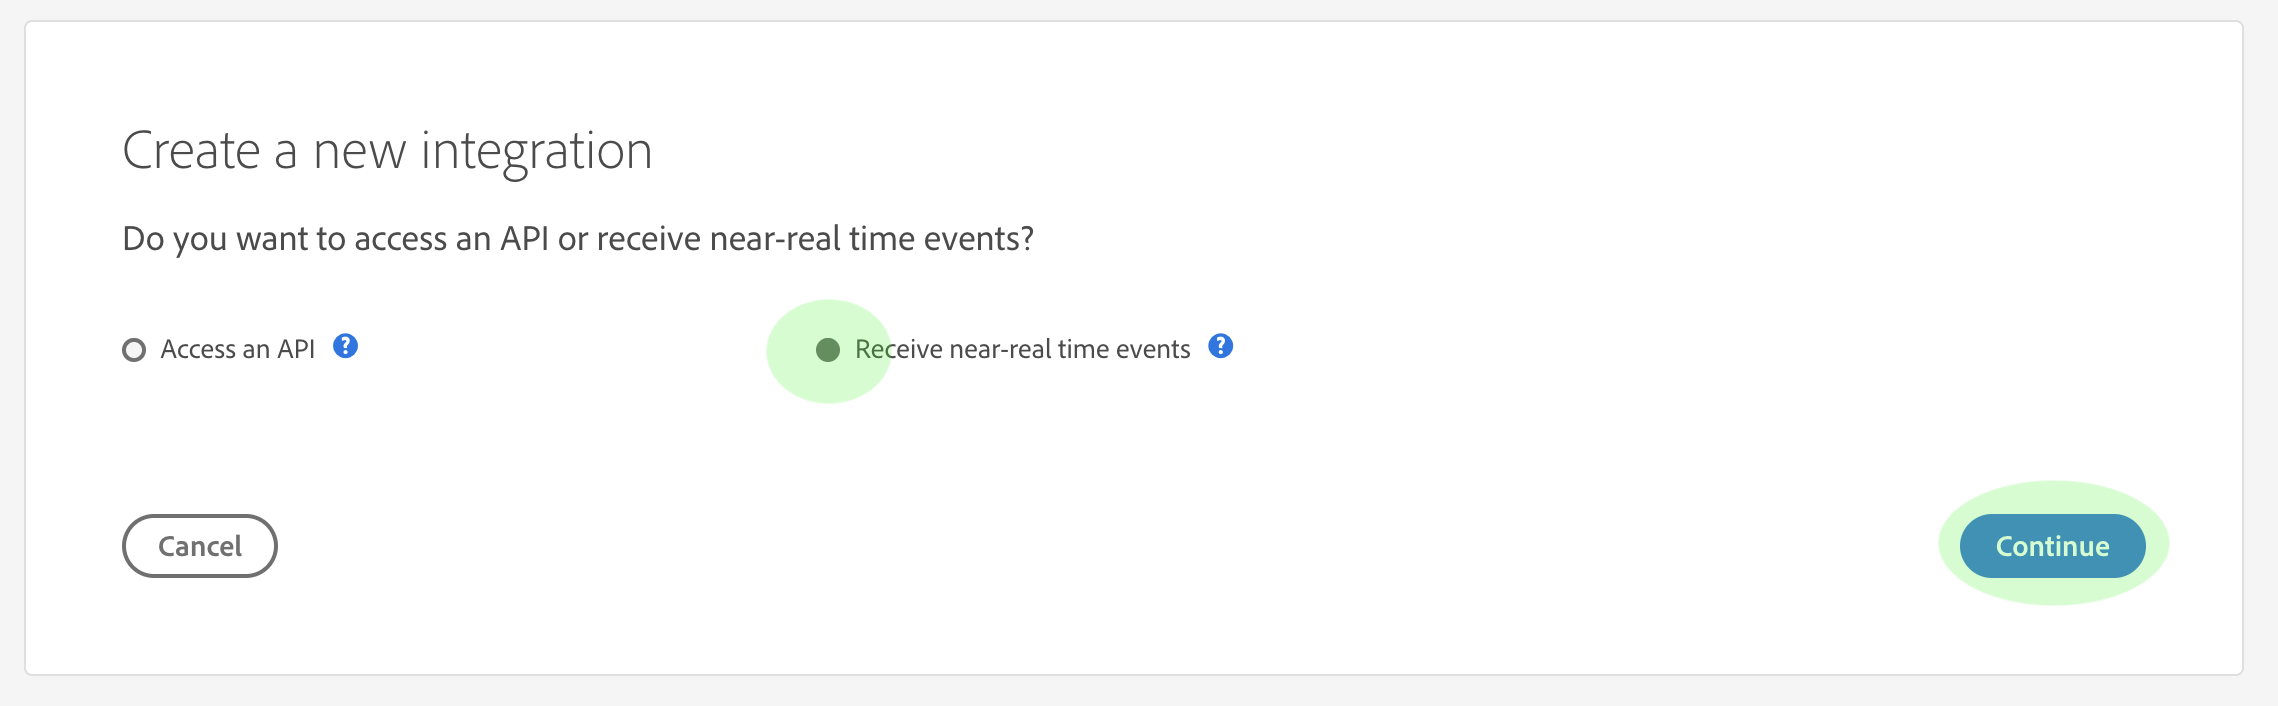 Create a new integration
Do you want to access an API or receive near-real time events?
Access an API ? Receive near-real time events ?
Cancel Continue